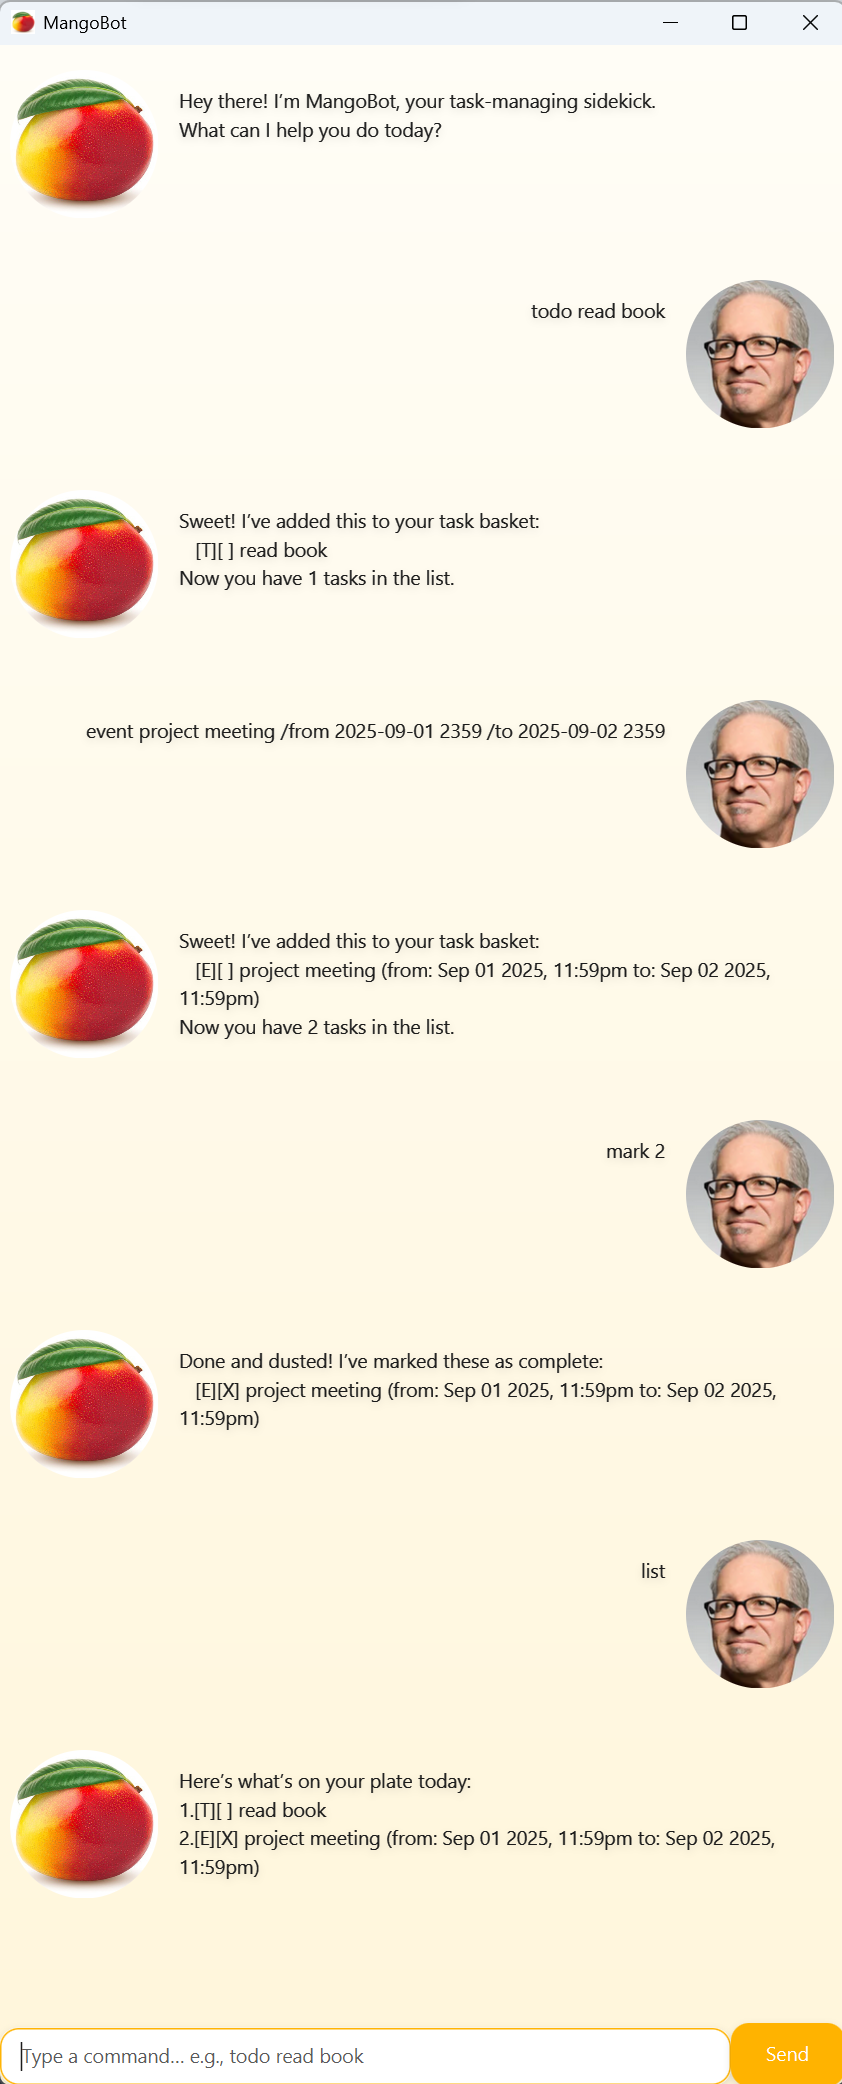 MangoBot
Hey there! I’m MangoBot, your task-managing sidekick.
What can I help you do today?
todo read book
Sweet! I’ve added this to your task basket:
[T][ ] read book
Now you have 1 tasks in the list.
event project meeting /from 2025-09-01 2359 /to 2025-09-02 2359
Sweet! I’ve added this to your task basket:
[E][ ] project meeting (from: Sep 01 2025, 11:59pm to: Sep 02 2025,
11:59pm)
Now you have 2 tasks in the list.
mark 2
Done and dusted! I’ve marked these as complete:
[E][X] project meeting (from: Sep 01 2025, 11:59pm to: Sep 02 2025,
11:59pm)
list
Here’s what’s on your plate today:
1.[T][ ] read book
2.[E][X] project meeting (from: Sep 01 2025, 11:59pm to: Sep 02 2025,
11:59pm)
Type a command... e.g., todo read book
Send